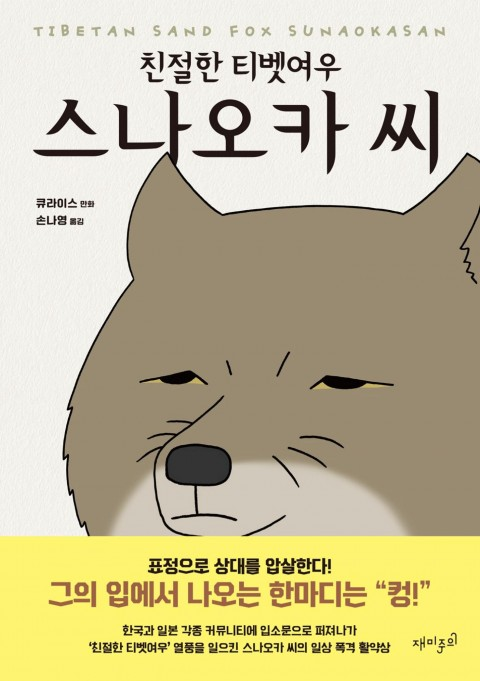 TIBETAN SAND FOX SUNAOKASAN
친절한 티벳여우
스나오카 씨
큐라이스 만화
손나영 옮김
표정으로 상대를 압살한다!
그의 입에서 나오는 한마디는 “컹!”
한국과 일본 각종 커뮤니티에 입소문으로 퍼져나가
‘친절한 티벳여우’ 열풍을 일으킨 스나오카 씨의 일상 폭격 활약상
재미주의